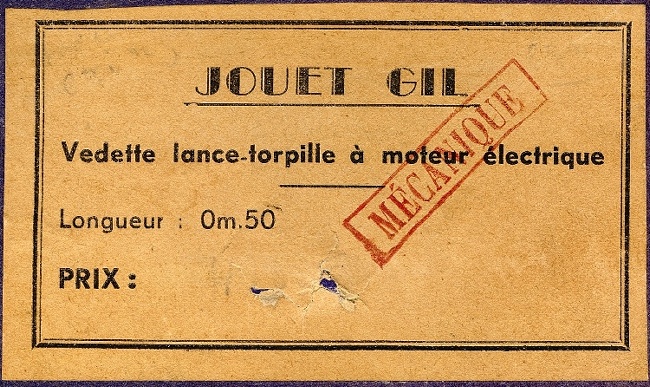 JOUET GIL
Vedette lance-torpille à moteur électrique
MÉCANIQUE
Longueur : 0m.50
PRIX :